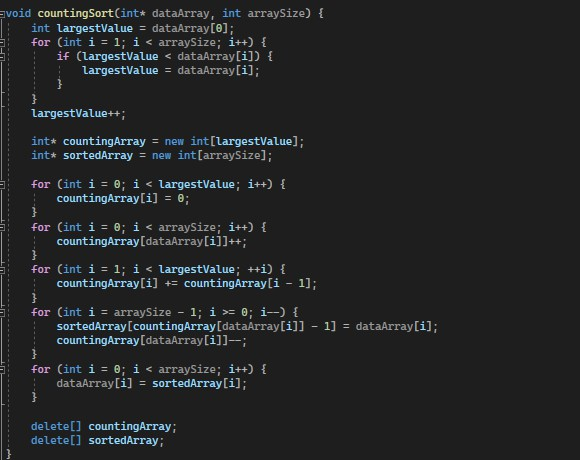 void countingSort(int* dataArray, int arraySize) {
    int largestValue = dataArray[0];
    for (int i = 1; i < arraySize; i++) {
        if (largestValue < dataArray[i]) {
            largestValue = dataArray[i];
        }
    }
    largestValue++;

    int* countingArray = new int[largestValue];
    int* sortedArray = new int[arraySize];

    for (int i = 0; i < largestValue; i++) {
        countingArray[i] = 0;
    }
    for (int i = 0; i < arraySize; i++) {
        countingArray[dataArray[i]]++;
    }
    for (int i = 1; i < largestValue; ++i) {
        countingArray[i] += countingArray[i - 1];
    }
    for (int i = arraySize - 1; i >= 0; i--) {
        sortedArray[countingArray[dataArray[i]] - 1] = dataArray[i];
        countingArray[dataArray[i]]--;
    }
    for (int i = 0; i < arraySize; i++) {
        dataArray[i] = sortedArray[i];
    }

    delete[] countingArray;
    delete[] sortedArray;
}